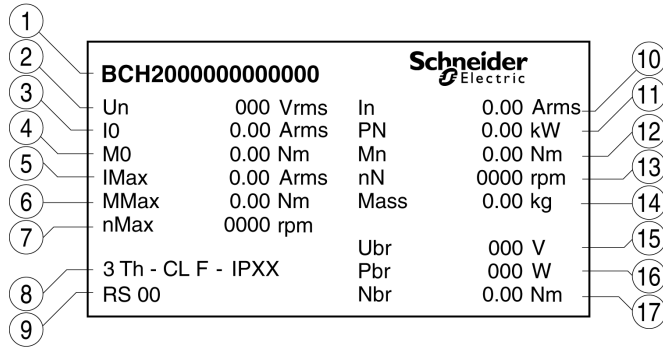 1
2
3
4
5
6
7
8
9
BCH2000000000000
Schneider
Electric
Un 000 Vrms
I0 0.00 Arms
M0 0.00 Nm
IMax 0.00 Arms
MMax 0.00 Nm
nMax 0000 rpm
3 Th - CL F - IPXX
RS 00
In 0.00 Arms
PN 0.00 kW
Mn 0.00 Nm
nN 0000 rpm
Mass 0.00 kg
Ubr 000 V
Pbr 000 W
Nbr 0.00 Nm
10
11
12
13
14
15
16
17